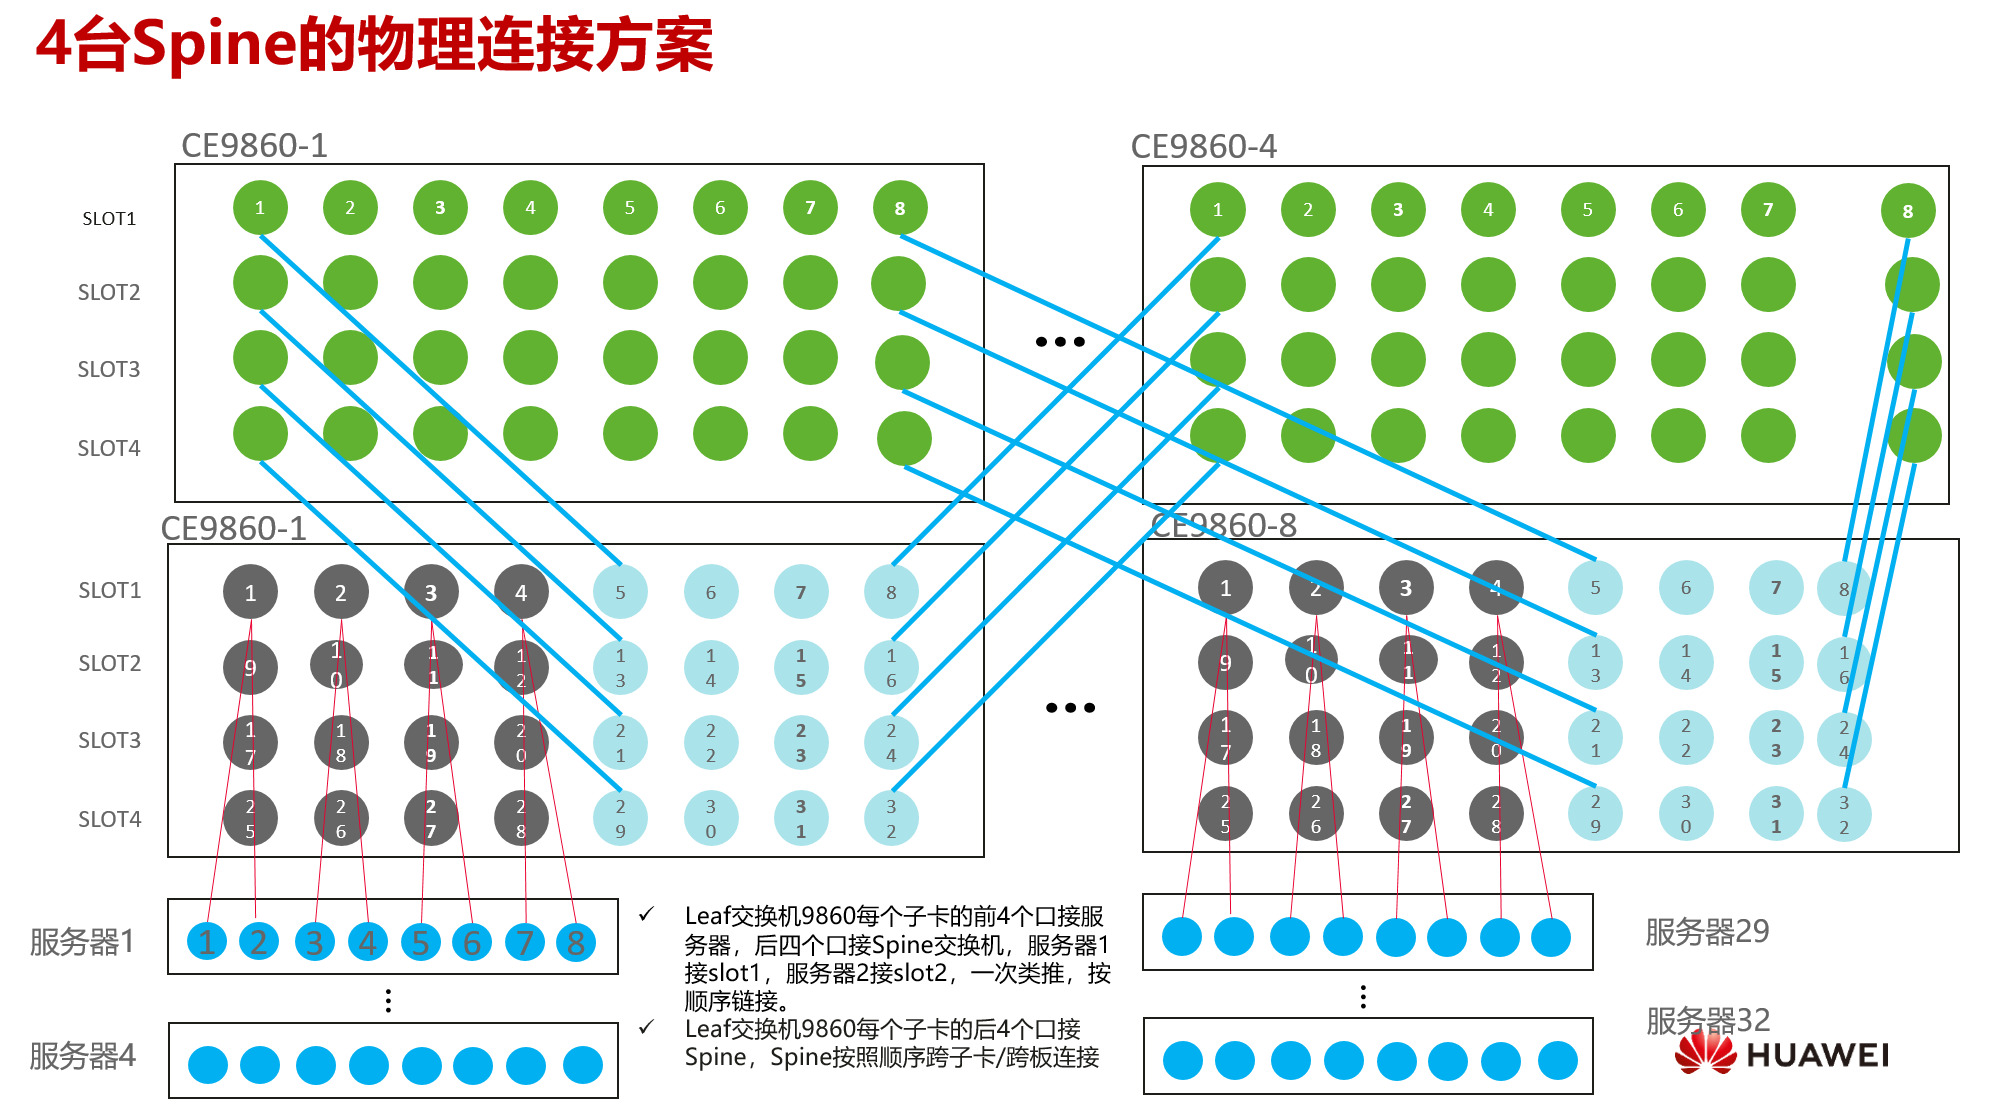 4台Spine的物理连接方案
CE9860-1
CE9860-4
SLOT1
1 2 3 4 5 6 7 8
1 2 3 4 5 6 7 8
SLOT2
SLOT3
SLOT4
...
CE9860-1
CE9860-8
SLOT1
1 2 3 4 5 6 7 8
1 2 3 4 5 6 7 8
SLOT2
9 10 11 12 13 14 15 16
9 10 11 12 13 14 15 16
...
SLOT3
17 18 19 20 21 22 23 24
17 18 19 20 21 22 23 24
SLOT4
25 26 27 28 29 30 31 32
25 26 27 28 29 30 31 32
服务器1
1 2 3 4 5 6 7 8
服务器4
✓ Leaf交换机9860每个子卡的前4个口接服
务器，后四个口接Spine交换机，服务器1
接slot1，服务器2接slot2，一次类推，按
顺序链接。
✓ Leaf交换机9860每个子卡的后4个口接
Spine，Spine按照顺序跨子卡/跨板连接
服务器29
服务器32
HUAWEI